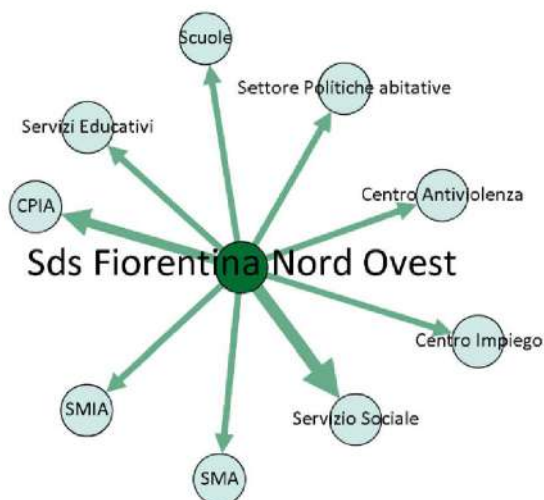 Scuole
Settore Politiche abitative
Servizi Educativi
Centro Antiviolenza
CPIA
Sds Fiorentina Nord Ovest
Centro Impiego
SMIA
Servizio Sociale
SMA